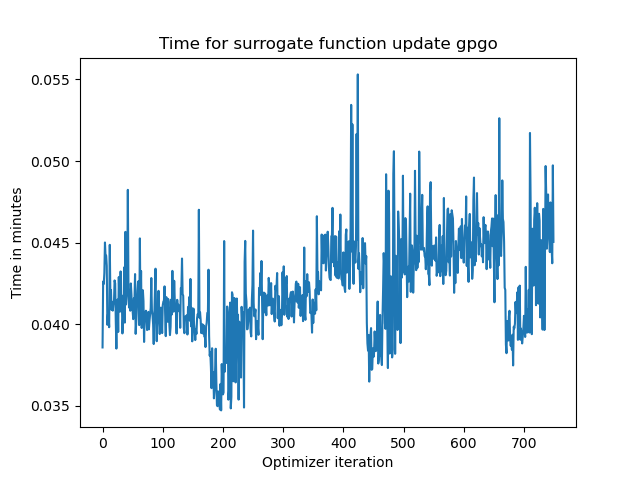 Time for surrogate function update gpgo
0.055
0.050
0.045
0.040
0.035
Time in minutes
0 100 200 300 400 500 600 700
Optimizer iteration